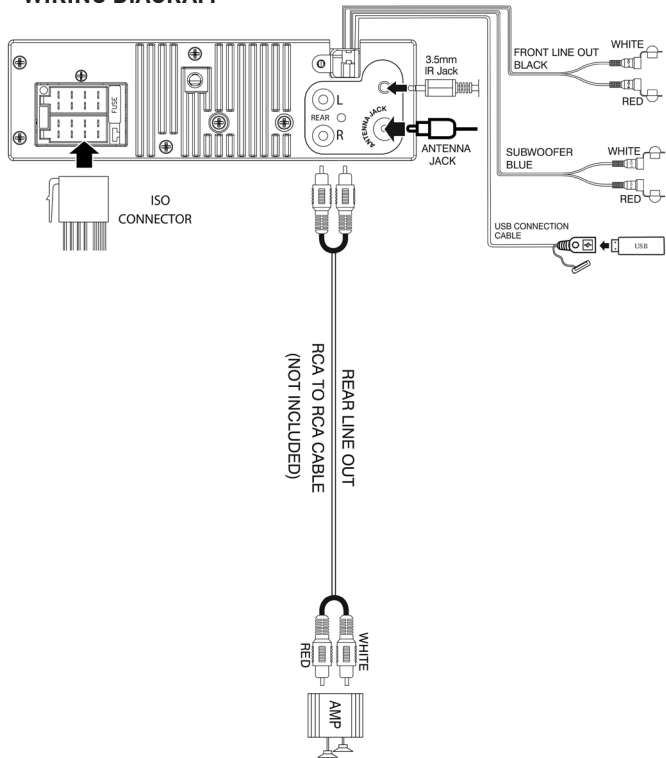 WIRING DIAGRAM
FRONT LINE OUT
BLACK
WHITE
RED
3.5mm
IR Jack
L
REAR
R
ANTENNA JACK
ANTENNA
JACK
FUSE
SUBWOOFER
BLUE
WHITE
RED
ISO
CONNECTOR
USB CONNECTION
CABLE
USB
REAR LINE OUT
RCA TO RCA CABLE
(NOT INCLUDED)
WHITE
RED
AMP